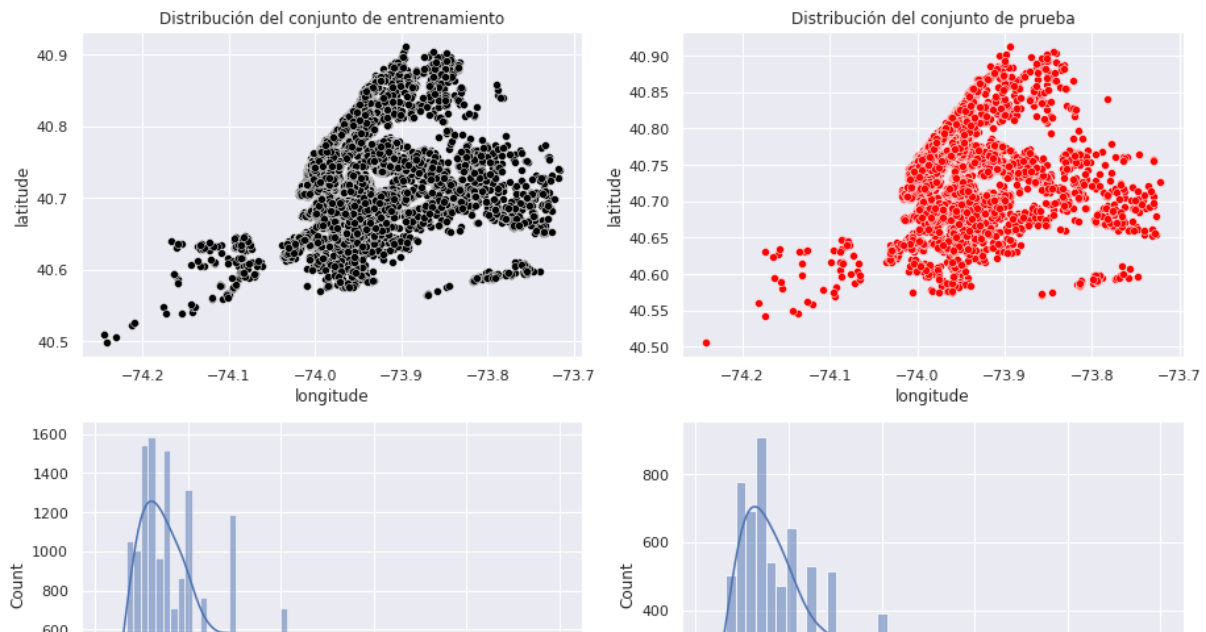 Distribución del conjunto de entrenamiento
40.9
40.8
40.7
40.6
40.5
latitude
−74.2 −74.1 −74.0 −73.9 −73.8 −73.7
longitude
Distribución del conjunto de prueba
40.90
40.85
40.80
40.75
40.70
40.65
40.60
40.55
40.50
latitude
−74.2 −74.1 −74.0 −73.9 −73.8 −73.7
longitude
1600
1400
1200
1000
800
600
Count
800
600
400
Count